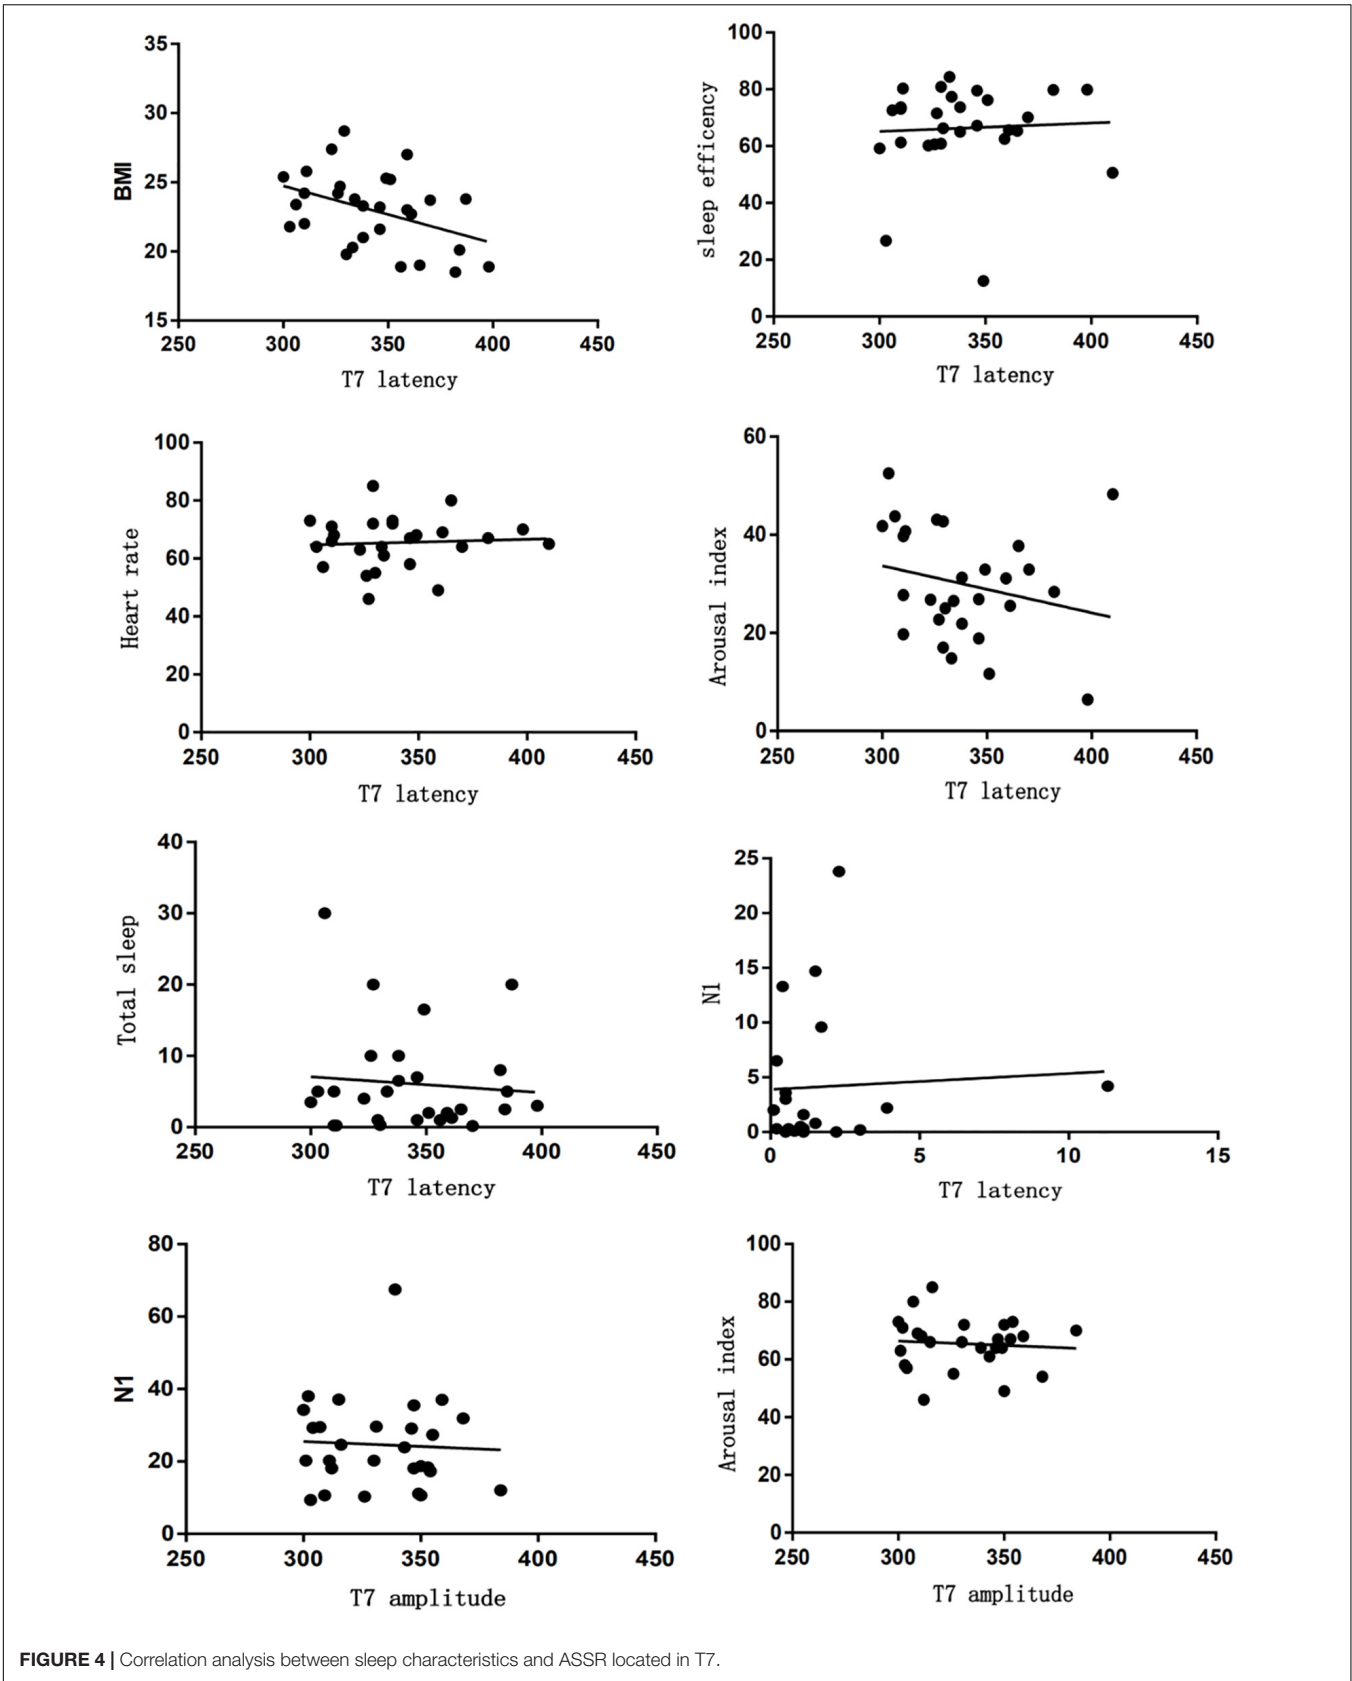 35
30
25
20
15
BMI
250 300 350 400 450
T7 latency
100
80
60
40
20
0
sleep efficency
250 300 350 400 450
T7 latency
100
80
60
40
20
0
Heart rate
250 300 350 400 450
T7 latency
60
40
20
0
Arousal index
250 300 350 400 450
T7 latency
40
30
20
10
0
Total sleep
250 300 350 400 450
T7 latency
25
20
15
10
5
0
N1
0 5 10 15
T7 latency
80
60
40
20
0
N1
250 300 350 400 450
T7 amplitude
100
80
60
40
20
0
Arousal index
250 300 350 400 450
T7 amplitude
FIGURE 4 | Correlation analysis between sleep characteristics and ASSR located in T7.